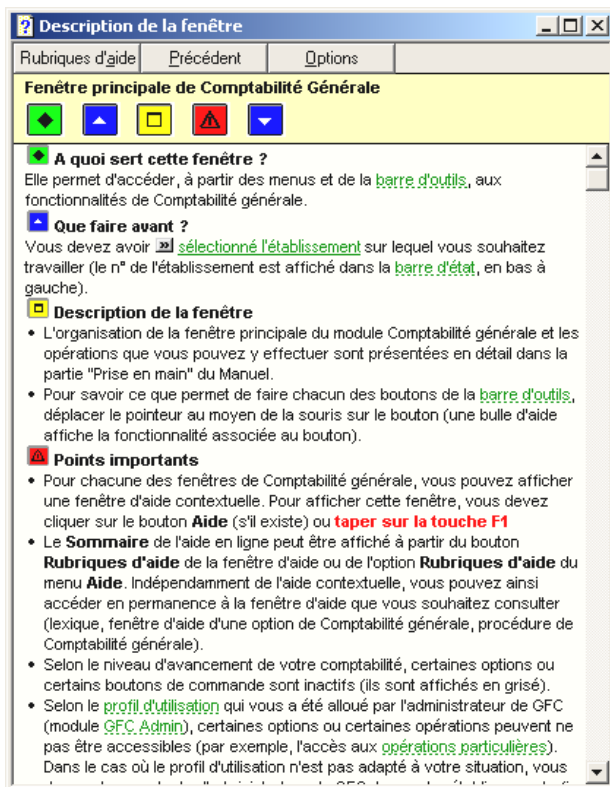 Description de la fenêtre
Rubriques d'aide Précédent Options
Fenêtre principale de Comptabilité Générale
A quoi sert cette fenêtre ?
Elle permet d'accéder, à partir des menus et de la barre d'outils, aux
fonctionnalités de Comptabilité générale.
Que faire avant ?
Vous devez avoir » sélectionné l'établissement sur lequel vous souhaitez
travailler (le n° de l'établissement est affiché dans la barre d'état, en bas à
gauche).
Description de la fenêtre
• L'organisation de la fenêtre principale du module Comptabilité générale et les
opérations que vous pouvez y effectuer sont présentées en détail dans la
partie "Prise en main" du Manuel.
• Pour savoir ce que permet de faire chacun des boutons de la barre d'outils,
déplacer le pointeur au moyen de la souris sur le bouton (une bulle d'aide
affiche la fonctionnalité associée au bouton).
Points importants
• Pour chacune des fenêtres de Comptabilité générale, vous pouvez afficher
une fenêtre d'aide contextuelle. Pour afficher cette fenêtre, vous devez
cliquer sur le bouton Aide (s'il existe) ou taper sur la touche F1
• Le Sommaire de l'aide en ligne peut être affiché à partir du bouton
Rubriques d'aide de la fenêtre d'aide ou de l'option Rubriques d'aide du
menu Aide. Indépendamment de l'aide contextuelle, vous pouvez ainsi
accéder en permanence à la fenêtre d'aide que vous souhaitez consulter
(lexique, fenêtre d'aide d'une option de Comptabilité générale, procédure de
Comptabilité générale).
• Selon le niveau d'avancement de votre comptabilité, certaines options ou
certains boutons de commande sont inactifs (ils sont affichés en grisé).
• Selon le profil d'utilisation qui vous a été alloué par l'administrateur de GFC
(module GFC Admin), certaines options ou certaines opérations peuvent ne
pas être accessibles (par exemple, l'accès aux opérations particulières).
Dans le cas où le profil d'utilisation n'est pas adapté à votre situation, vous